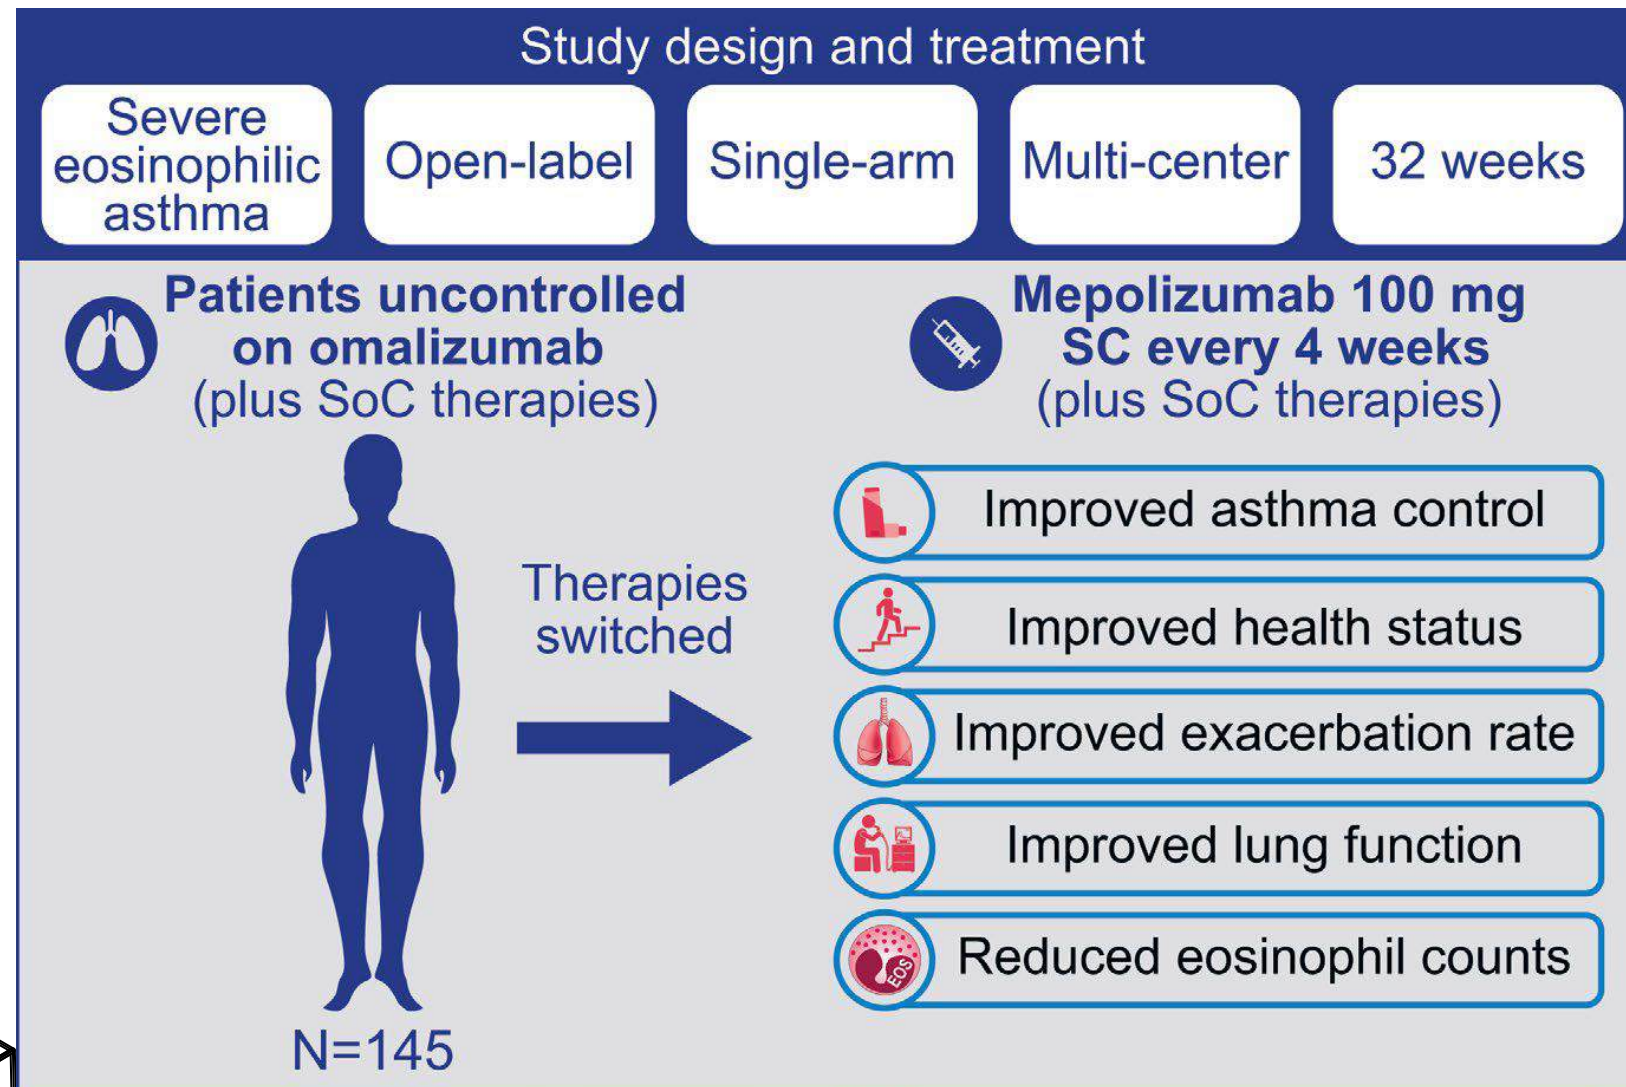 Study design and treatment
Severe
eosinophilic
asthma
Open-label
Single-arm
Multi-center
32 weeks
Patients uncontrolled
on omalizumab
(plus SoC therapies)
Mepolizumab 100 mg
SC every 4 weeks
(plus SoC therapies)
Therapies
switched
N=145
Improved asthma control
Improved health status
Improved exacerbation rate
Improved lung function
EOS
Reduced eosinophil counts